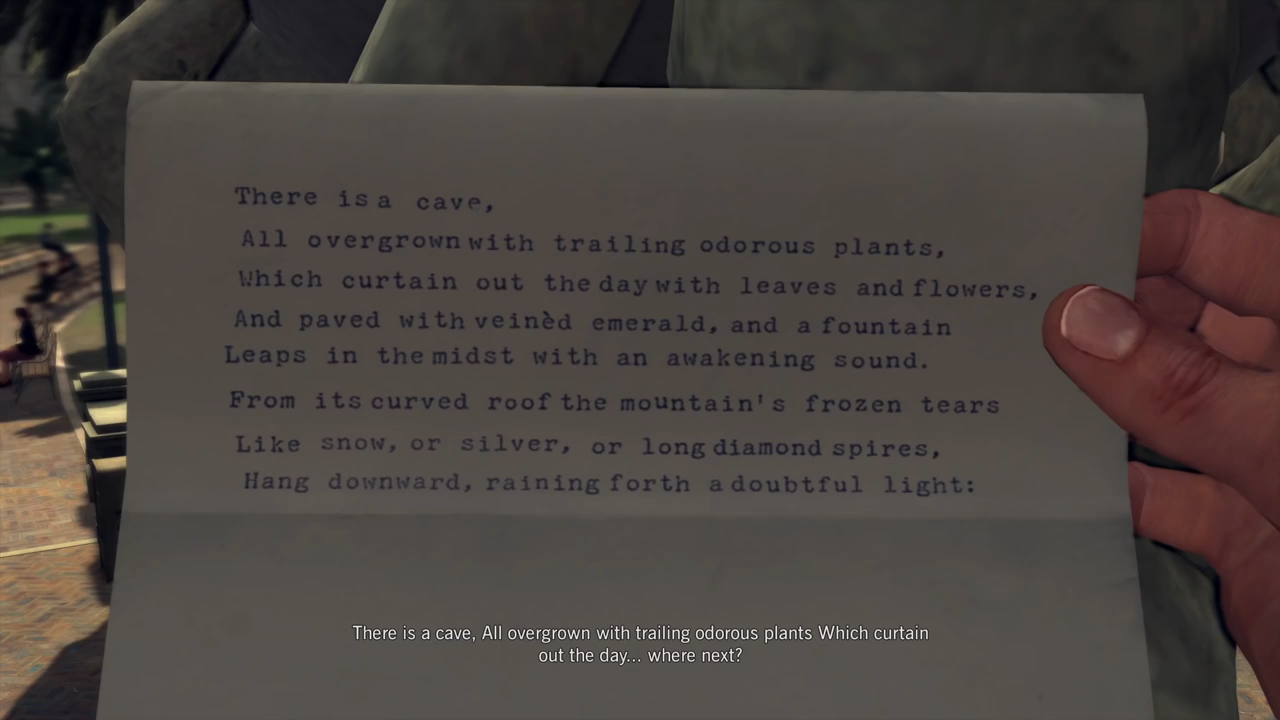 There is a cave,
All overgrown with trailing odorous plants,
Which curtain out the day with leaves and flowers,
And paved with veinèd emerald, and a fountain
Leaps in the midst with an awakening sound.
From its curved roof the mountain's frozen tears
Like snow, or silver, or long diamond spires,
Hang downward, raining forth a doubtful light:
There is a cave, All overgrown with trailing odorous plants Which curtain
out the day... where next?